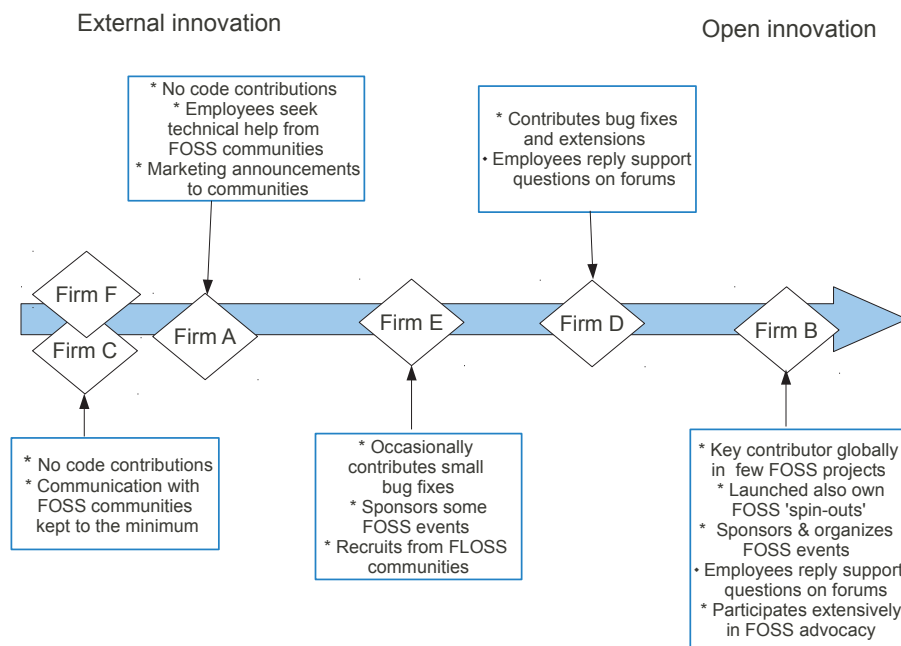 External innovation
Open innovation
* No code contributions
* Employees seek
technical help from
FOSS communities
* Marketing announcements
to communities
* Contributes bug fixes
and extensions
• Employees reply support
questions on forums
Firm F
Firm C
Firm A
Firm E
Firm D
Firm B
* No code contributions
* Communication with
FOSS communities
kept to the minimum
* Occasionally
contributes small
bug fixes
* Sponsors some
FOSS events
* Recruits from FLOSS
communities
* Key contributor globally
in few FOSS projects
* Launched also own
FOSS 'spin-outs'
* Sponsors & organizes
FOSS events
• Employees reply support
questions on forums
* Participates extensively
in FOSS advocacy